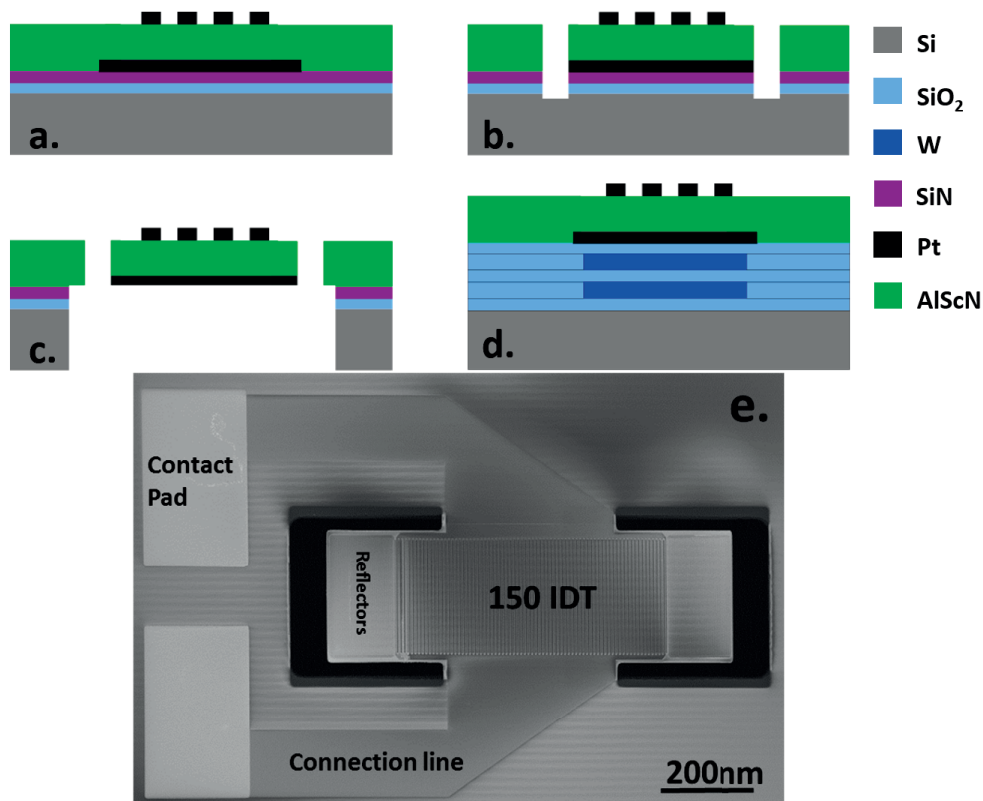 a.
b.
c.
d.
Si
SiO₂
W
SiN
Pt
AlScN
e.
Contact
Pad
Reflectors
150 IDT
Connection line
200nm